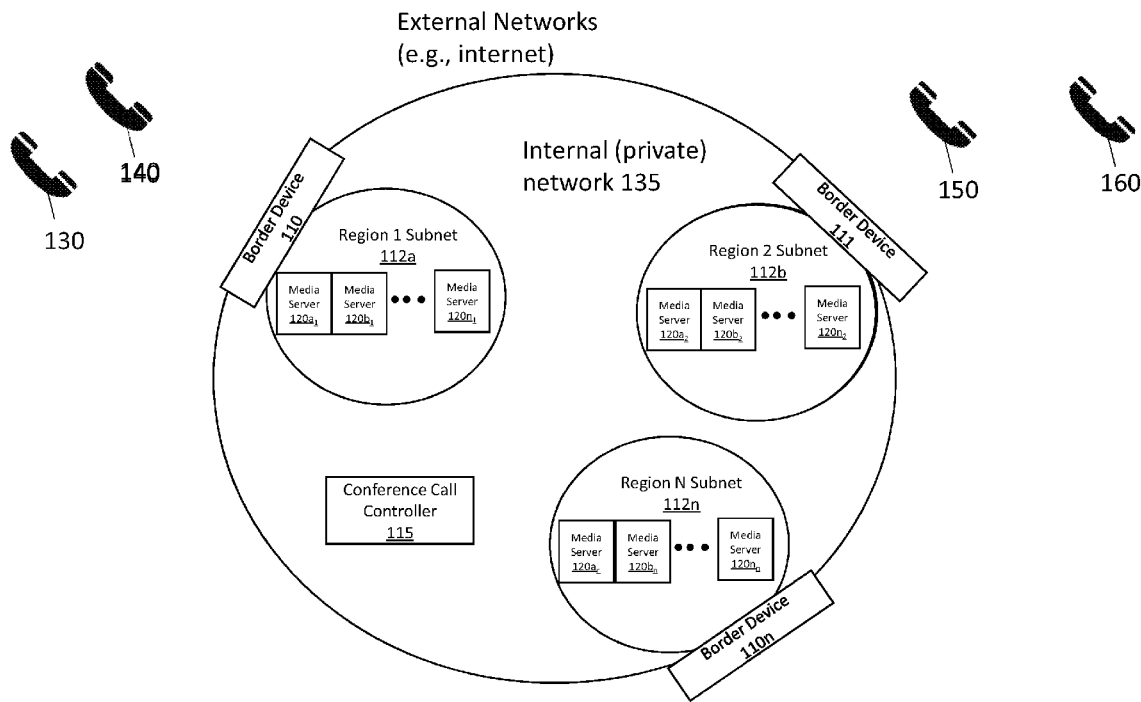 External Networks
(e.g., internet)
140
130
150
160
Internal (private)
network 135
Border Device
110
Border Device
111
Region 1 Subnet
112a
Media
Server
120a₁
Media
Server
120b₁
Media
Server
120n₁
Region 2 Subnet
112b
Media
Server
120a₂
Media
Server
120b₂
Media
Server
120n₂
Conference Call
Controller
115
Region N Subnet
112n
Media
Server
Media
Server
120bₙ
Media
Server
120nₙ
Border Device
110n